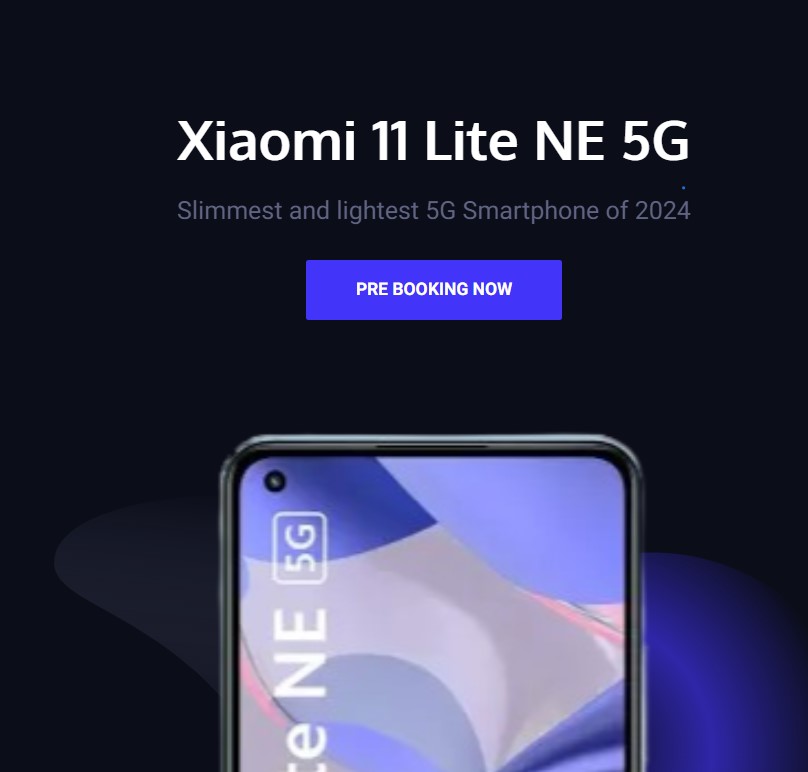 Xiaomi 11 Lite NE 5G
Slimmest and lightest 5G Smartphone of 2024
PRE BOOKING NOW
te NE 5G